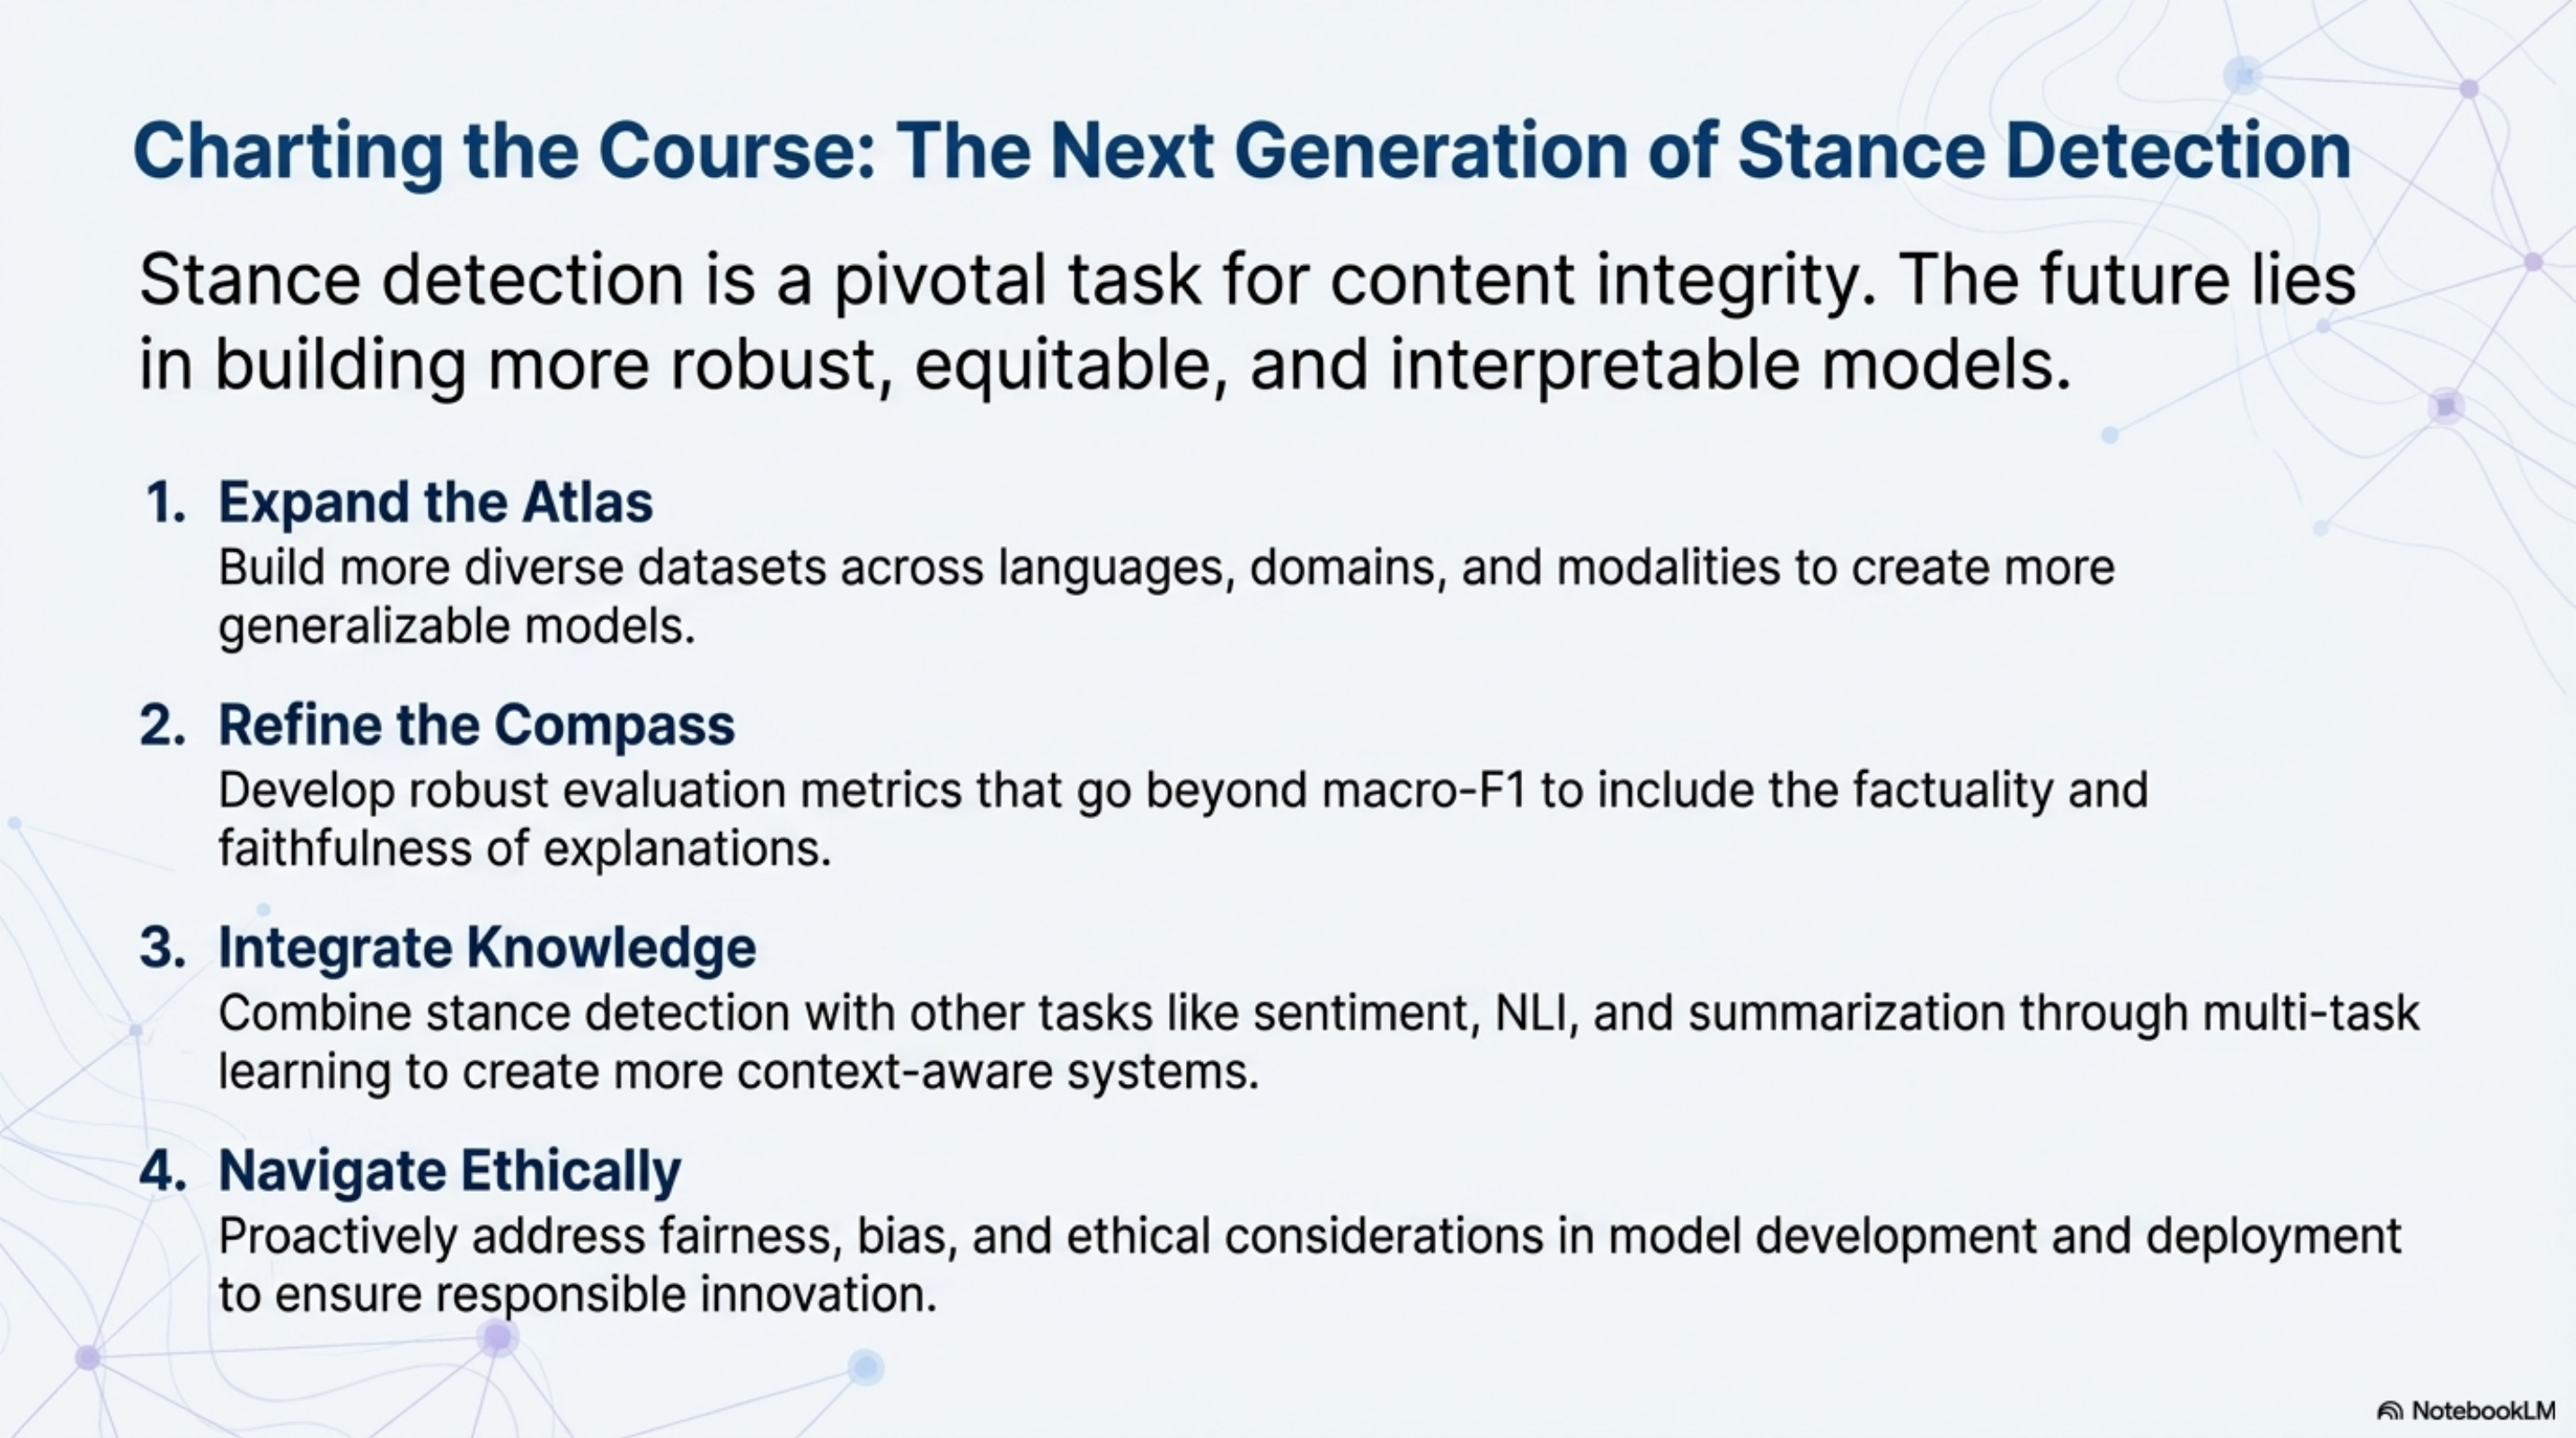 Charting the Course: The Next Generation of Stance Detection
Stance detection is a pivotal task for content integrity. The future lies
in building more robust, equitable, and interpretable models.
1. Expand the Atlas
Build more diverse datasets across languages, domains, and modalities to create more
generalizable models.
2. Refine the Compass
Develop robust evaluation metrics that go beyond macro-F1 to include the factuality and
faithfulness of explanations.
3. Integrate Knowledge
Combine stance detection with other tasks like sentiment, NLI, and summarization through multi-task
learning to create more context-aware systems.
4. Navigate Ethically
Proactively address fairness, bias, and ethical considerations in model development and deployment
to ensure responsible innovation.
NotebookLM